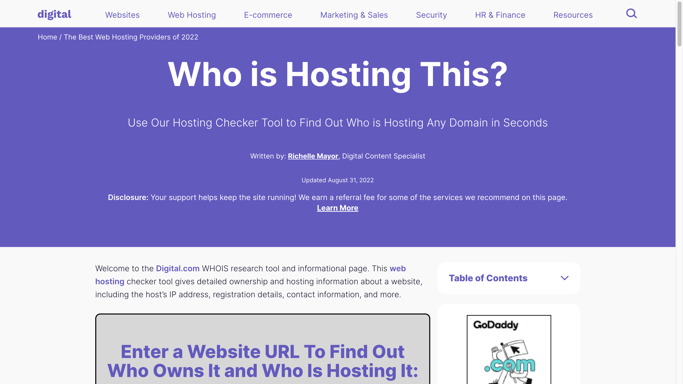 digital
Websites
Web Hosting
E-commerce
Marketing & Sales
Security
HR & Finance
Resources
Home / The Best Web Hosting Providers of 2022
Who is Hosting This?
Use Our Hosting Checker Tool to Find Out Who is Hosting Any Domain in Seconds
Written by: Richelle Mayor, Digital Content Specialist
Updated August 31, 2022
Disclosure: Your support helps keep the site running! We earn a referral fee for some of the services we recommend on this page.
Learn More
Welcome to the Digital.com WHOIS research tool and informational page. This web
hosting checker tool gives detailed ownership and hosting information about a website,
including the host's IP address, registration details, contact information, and more.
Enter a Website URL To Find Out
Who Owns It and Who Is Hosting It:
Table of Contents
GoDaddy
.com